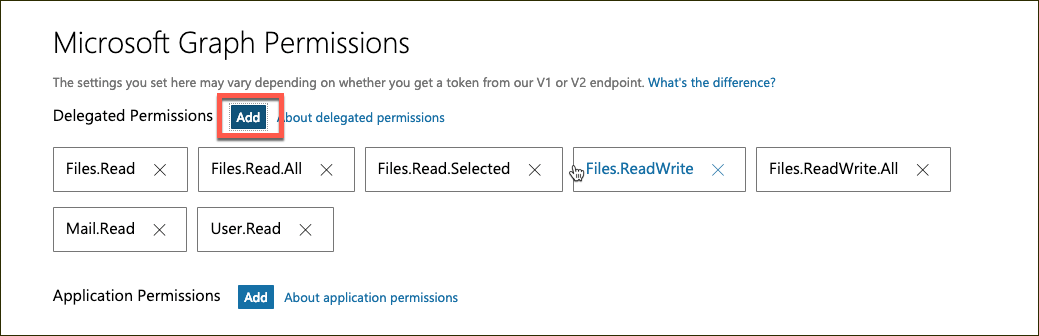 Microsoft Graph Permissions
The settings you set here may vary depending on whether you get a token from our V1 or V2 endpoint. What's the difference?
Delegated Permissions Add About delegated permissions
Files.Read Files.Read.All Files.Read.Selected Files.ReadWrite Files.ReadWrite.All
Mail.Read User.Read
Application Permissions Add About application permissions